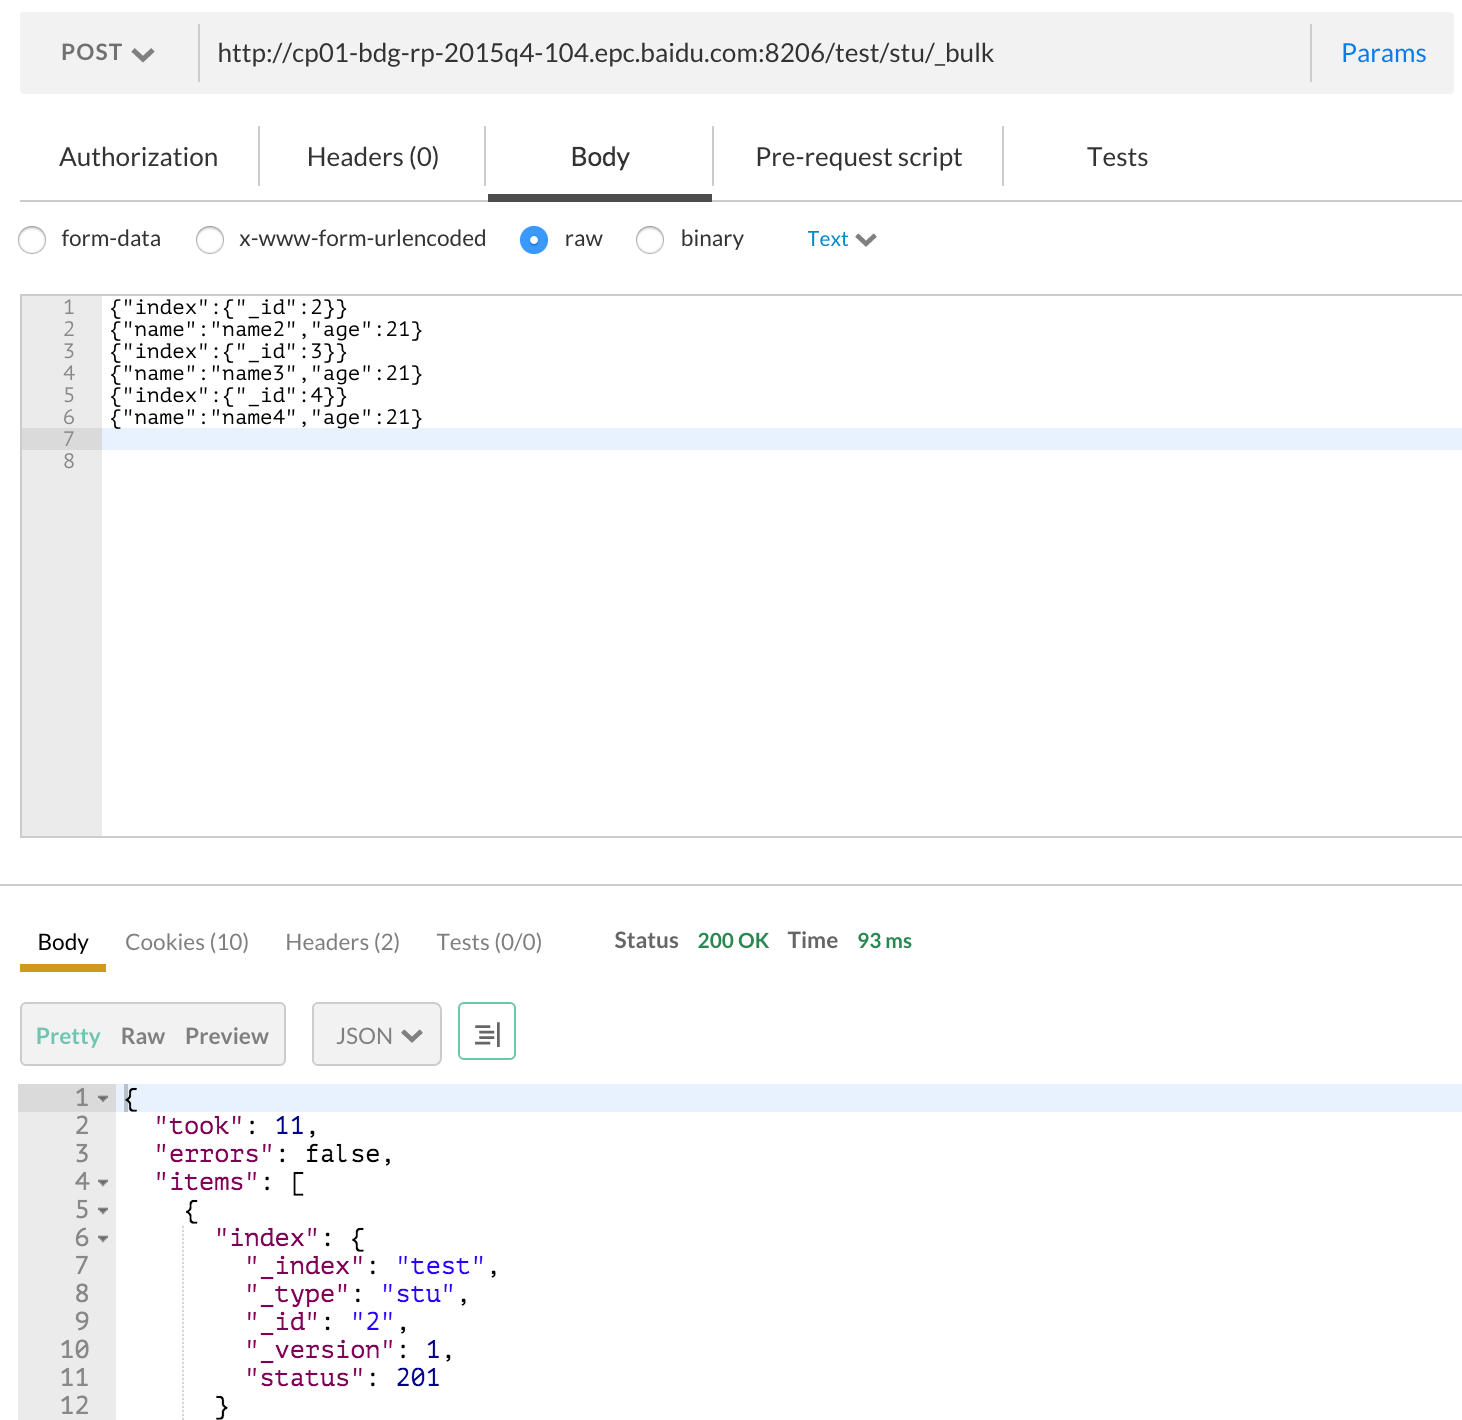 POST http://cp01-bdg-rp-2015q4-104.epc.baidu.com:8206/test/stu/_bulk Params
Authorization Headers (0) Body Pre-request script Tests
form-data x-www-form-urlencoded raw binary Text
1 {"index":{"_id":2}}
2 {"name":"name2","age":21}
3 {"index":{"_id":3}}
4 {"name":"name3","age":21}
5 {"index":{"_id":4}}
6 {"name":"name4","age":21}
7
8
Body Cookies (10) Headers (2) Tests (0/0) Status 200 OK Time 93 ms
Pretty Raw Preview JSON
1 {
2 "took": 11,
3 "errors": false,
4 "items": [
5 {
6 "index": {
7 "_index": "test",
8 "_type": "stu",
9 "_id": "2",
10 "_version": 1,
11 "status": 201
12 }